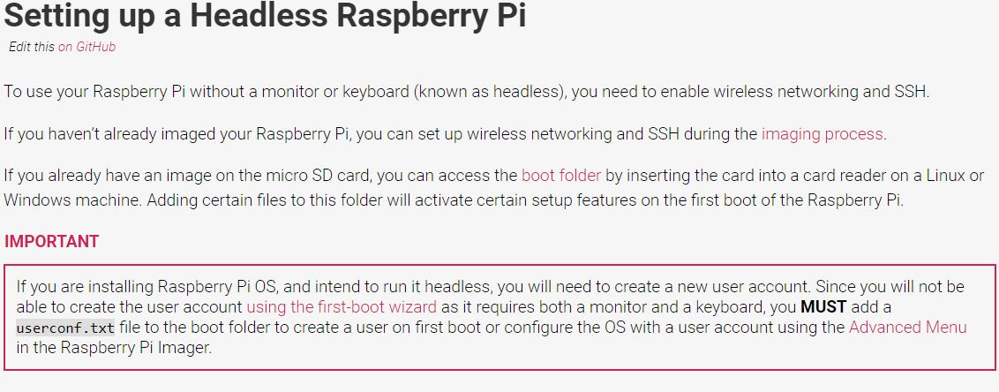 Setting up a Headless Raspberry Pi
Edit this on GitHub
To use your Raspberry Pi without a monitor or keyboard (known as headless), you need to enable wireless networking and SSH.
If you haven’t already imaged your Raspberry Pi, you can set up wireless networking and SSH during the imaging process.
If you already have an image on the micro SD card, you can access the boot folder by inserting the card into a card reader on a Linux or
Windows machine. Adding certain files to this folder will activate certain setup features on the first boot of the Raspberry Pi.
IMPORTANT
If you are installing Raspberry Pi OS, and intend to run it headless, you will need to create a new user account. Since you will not be
able to create the user account using the first-boot wizard as it requires both a monitor and a keyboard, you MUST add a
userconf.txt file to the boot folder to create a user on first boot or configure the OS with a user account using the Advanced Menu
in the Raspberry Pi Imager.